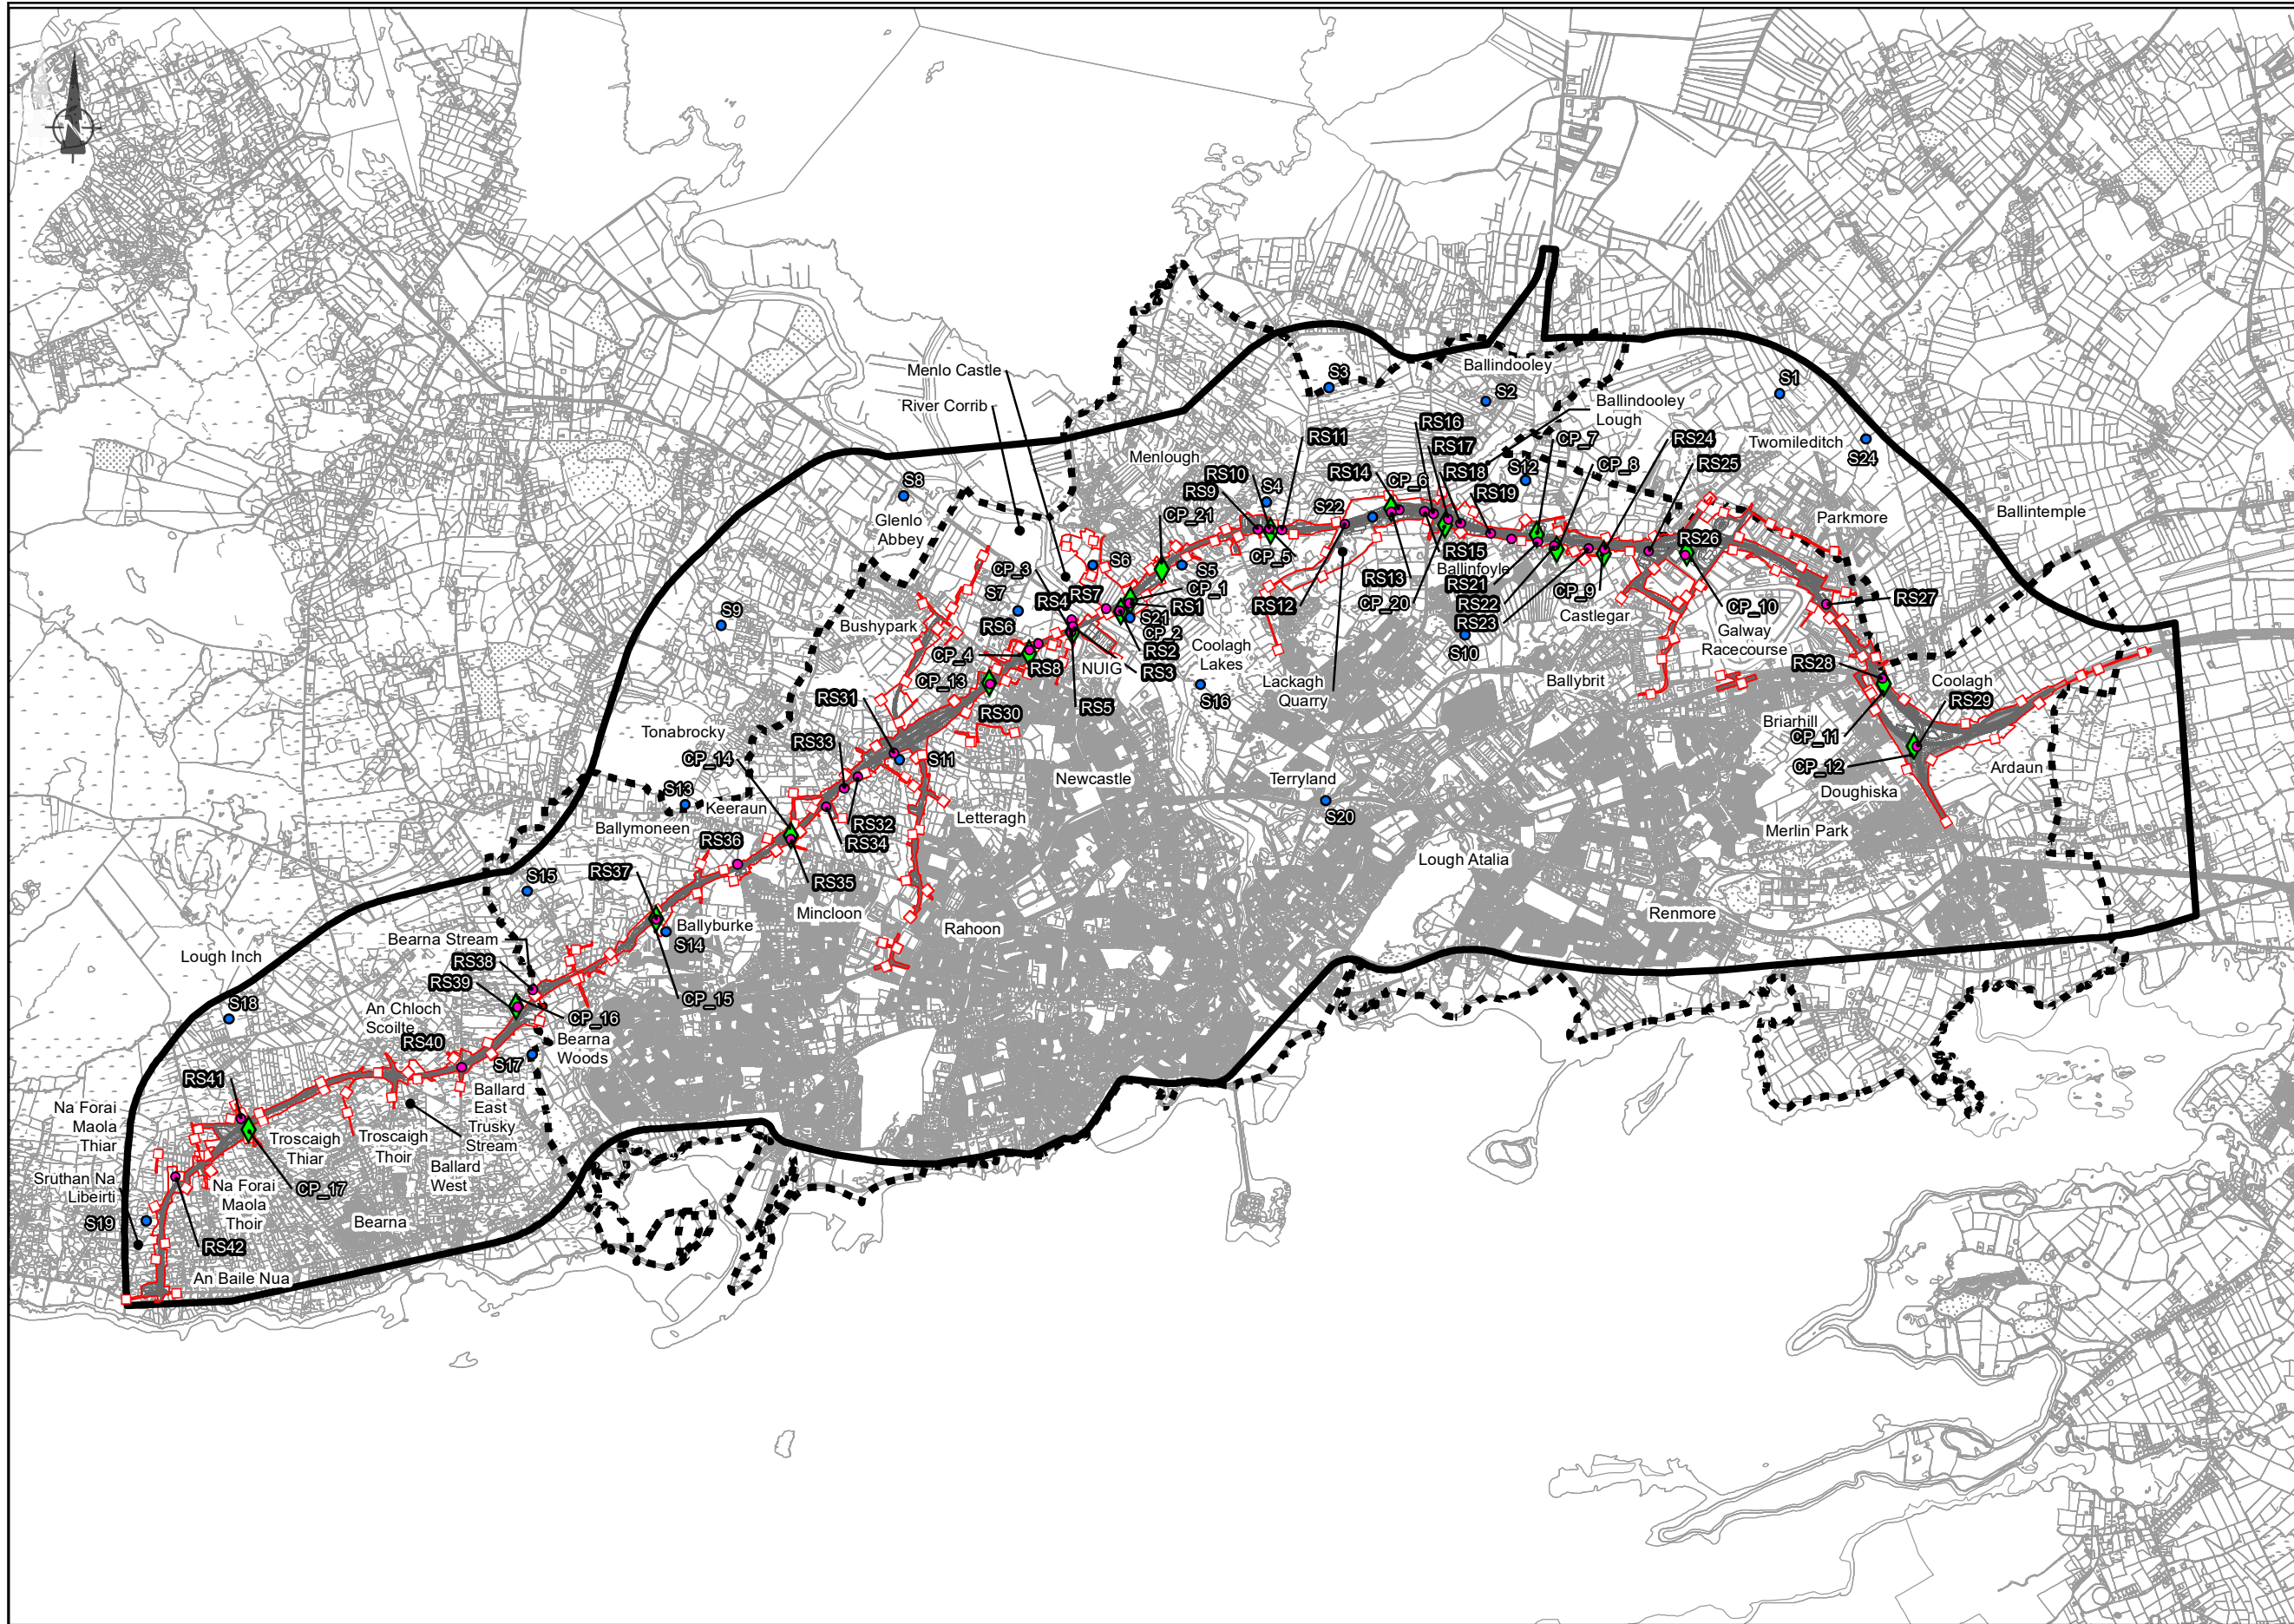 N
Menlo Castle
River Corrib
S3
Ballindooley
S2
S1
Ballindooley
Lough
RS16
RS11
CP_7
RS24
RS17
Twomileditch
S24
Menlough
RS10
RS14
CP_6
RS18
S12
CP_8
RS25
S8
RS9
S4
RS19
Glenlo
Abbey
CP_21
S22
Parkmore
Ballintemple
RS26
CP_5
RS15
S6
S5
CP_3
Ballinfoyle
RS13
RS21
CP_9
S7
RS7
CP_1
RS4
RS1
RS12
CP_20
RS22
CP_10
RS27
S9
Bushypark
RS6
S21
RS23
Castlegar
CP_2
Galway
Racecourse
CP_4
RS8
NUIG
RS2
Coolagh
Lakes
S10
RS28
RS3
CP_13
Lackagh
Quarry
Ballybrit
Coolagh
RS31
S16
RS29
RS30
RS5
Briarhill
Tonabrocky
RS33
CP_11
CP_14
S11
CP_12
Ardaun
Newcastle
Terryland
S13
Doughiska
Keeraun
Letteragh
S20
Ballymoneen
RS32
Merlin Park
RS36
RS34
Lough Atalia
RS37
S15
RS35
Mincloon
Renmore
Ballyburke
Rahoon
Bearna Stream
S14
Lough Inch
RS38
RS39
CP_15
S18
An Chloch
Scoilte
CP_16
RS40
Bearna
Woods
S17
RS41
Ballard
East
Trusky
Stream
Na Forai
Maola
Thiar
Troscaigh
Thiar
Troscaigh
Thoir
Ballard
West
Sruthan Na
Libeirti
CP_17
Na Forai
Maola
Thoir
S19
Bearna
RS42
An Baile Nua